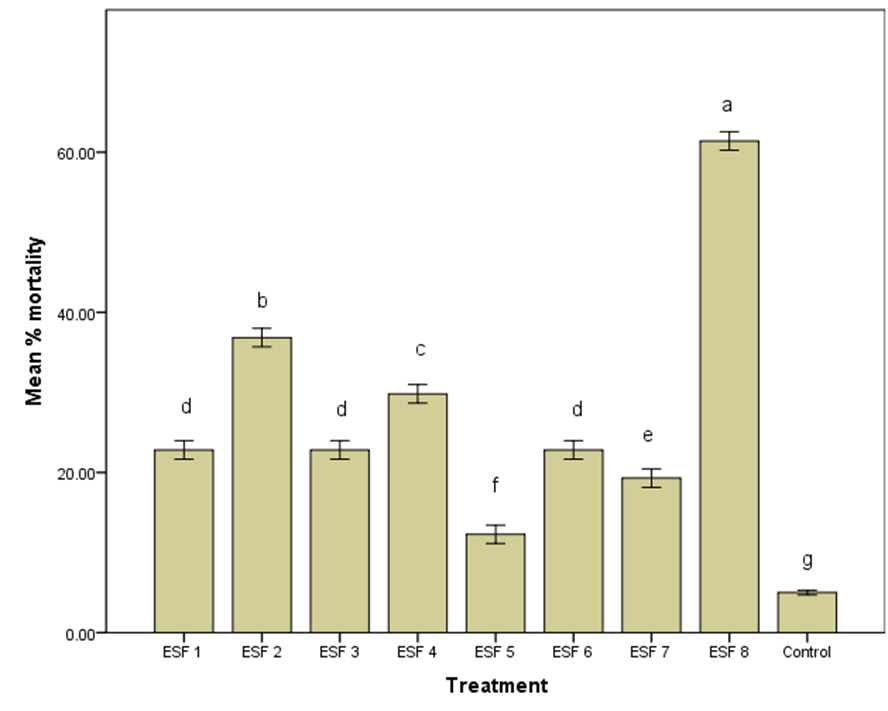 a
60.00
Mean % mortality
b
40.00
c
d
d
d
e
20.00
f
g
0.00
ESF 1 ESF 2 ESF 3 ESF 4 ESF 5 ESF 6 ESF 7 ESF 8 Control
Treatment